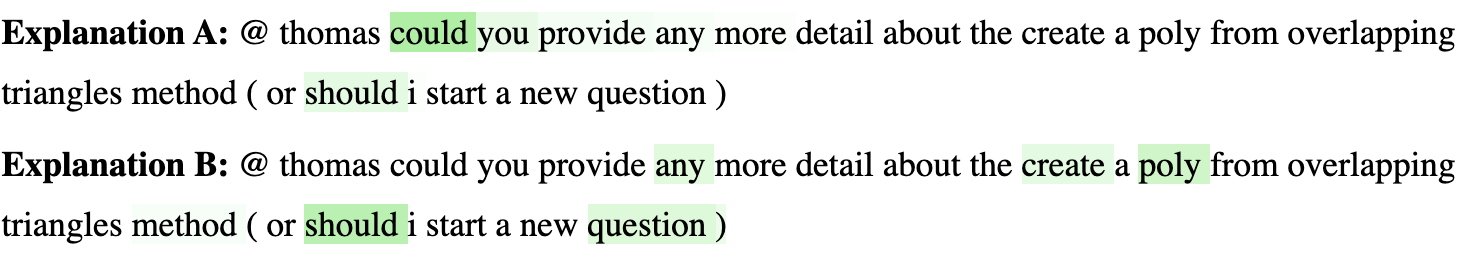 Explanation A: @ thomas could you provide any more detail about the create a poly from overlapping
triangles method ( or should i start a new question )
Explanation B: @ thomas could you provide any more detail about the create a poly from overlapping
triangles method ( or should i start a new question )